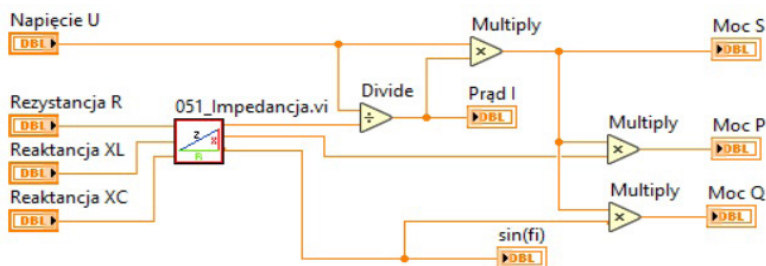 Napięcie U
DBL
Multiply
×
Moc S
DBL
Rezystancja R
DBL
051_Impedancja.vi
Z
X
R
Divide
÷
Prąd I
DBL
Reaktancja XL
DBL
Multiply
×
Moc P
DBL
Reaktancja XC
DBL
Multiply
×
Moc Q
DBL
sin(fi)
DBL